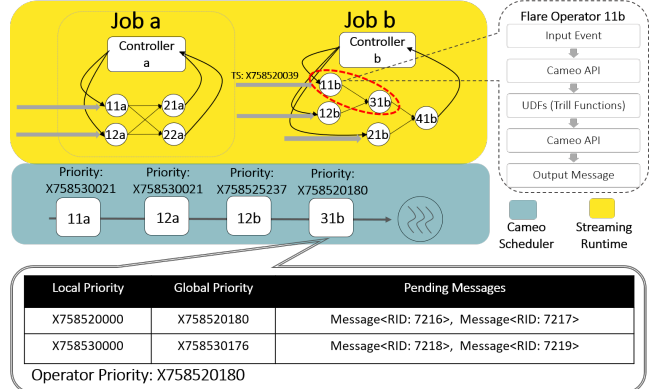 Job a
Job b
Flare Operator 11b
Controller
a
Controller
b
Input Event
TS: X758520039
Cameo API
11b
11a
21a
31b
UDFs (Trill Functions)
12b
41b
12a
22a
21b
Cameo API
Output Message
Priority:
X758530021
Priority:
X758530021
Priority:
X758525237
Priority:
X758520180
11a
12a
12b
31b
Cameo
Scheduler
Streaming
Runtime
Local Priority Global Priority Pending Messages
X758520000 X758520180 Message<RID: 7216>, Message<RID: 7217>
X758530000 X758530176 Message<RID: 7218>, Message<RID: 7219>
Operator Priority: X758520180